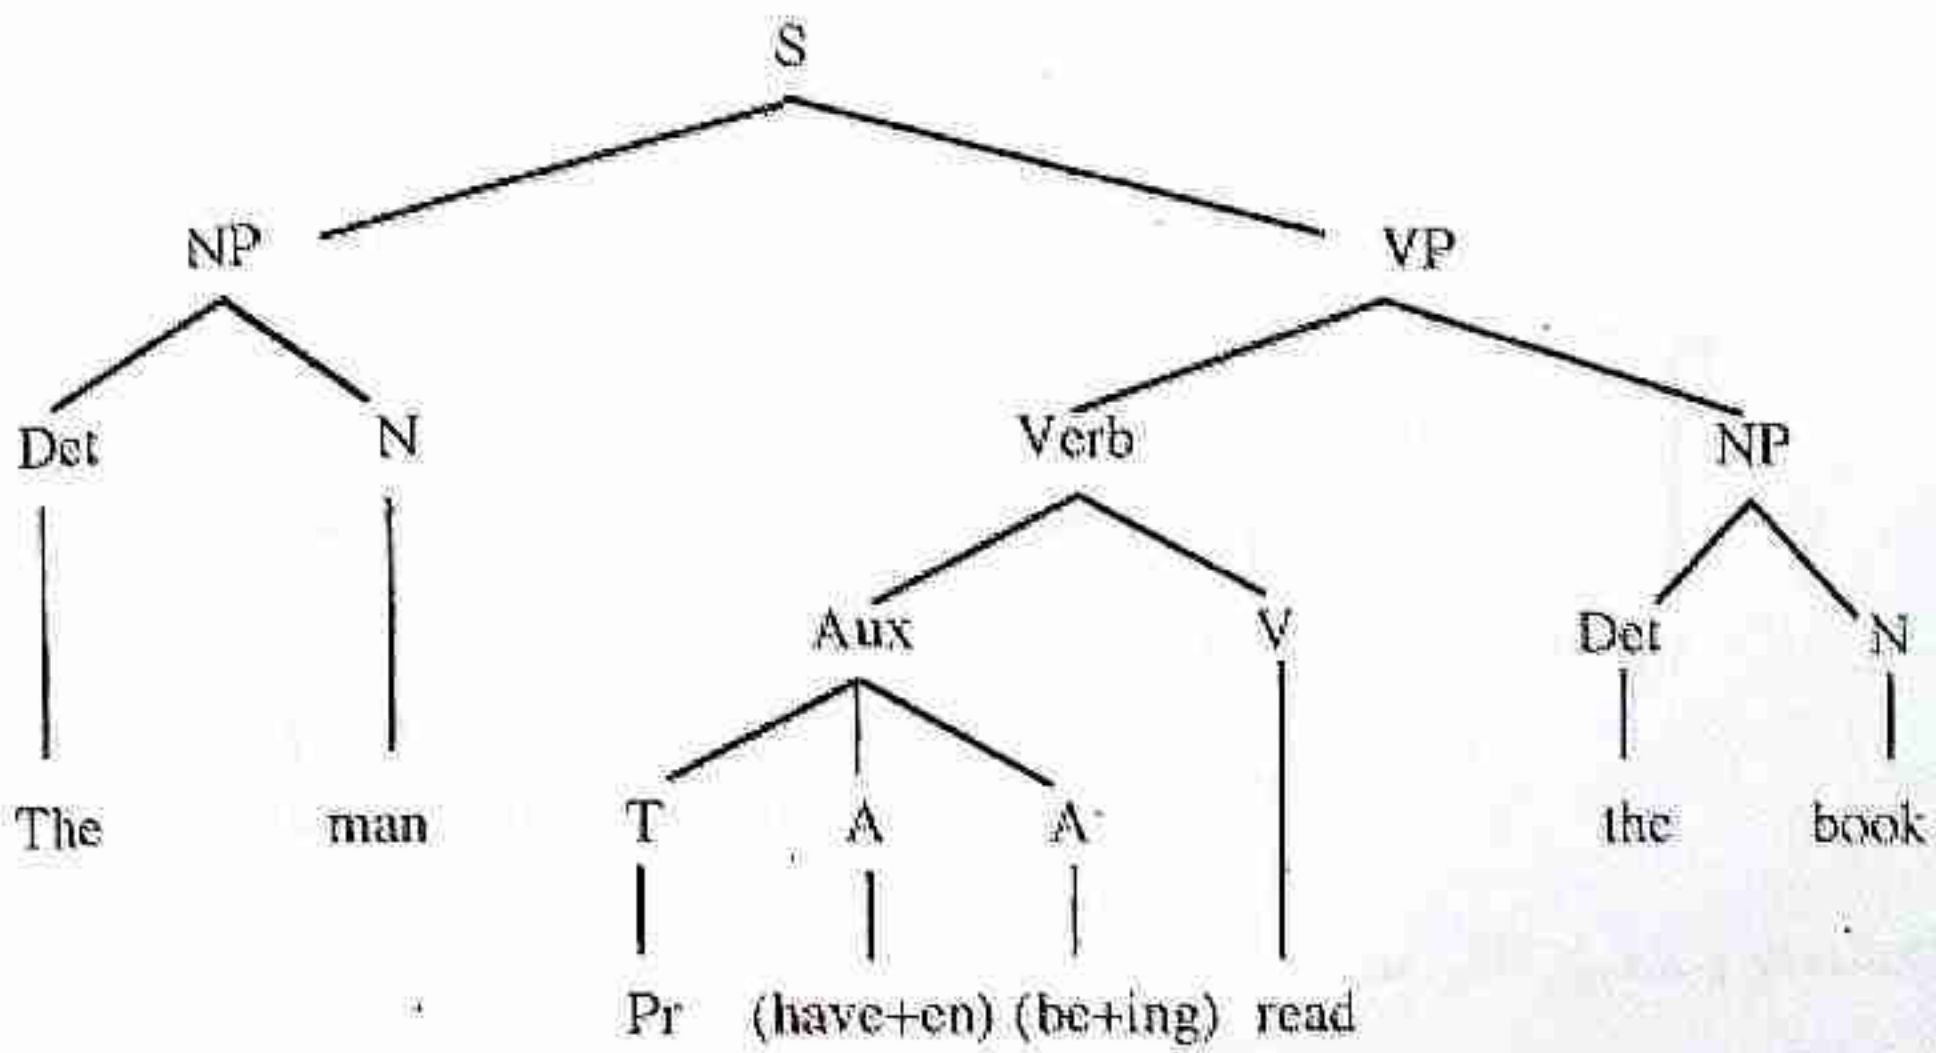 S
NP VP
Det N Verb NP
Aux V Det N
The man T A A the book
Pr (have+en) (be+ing) read